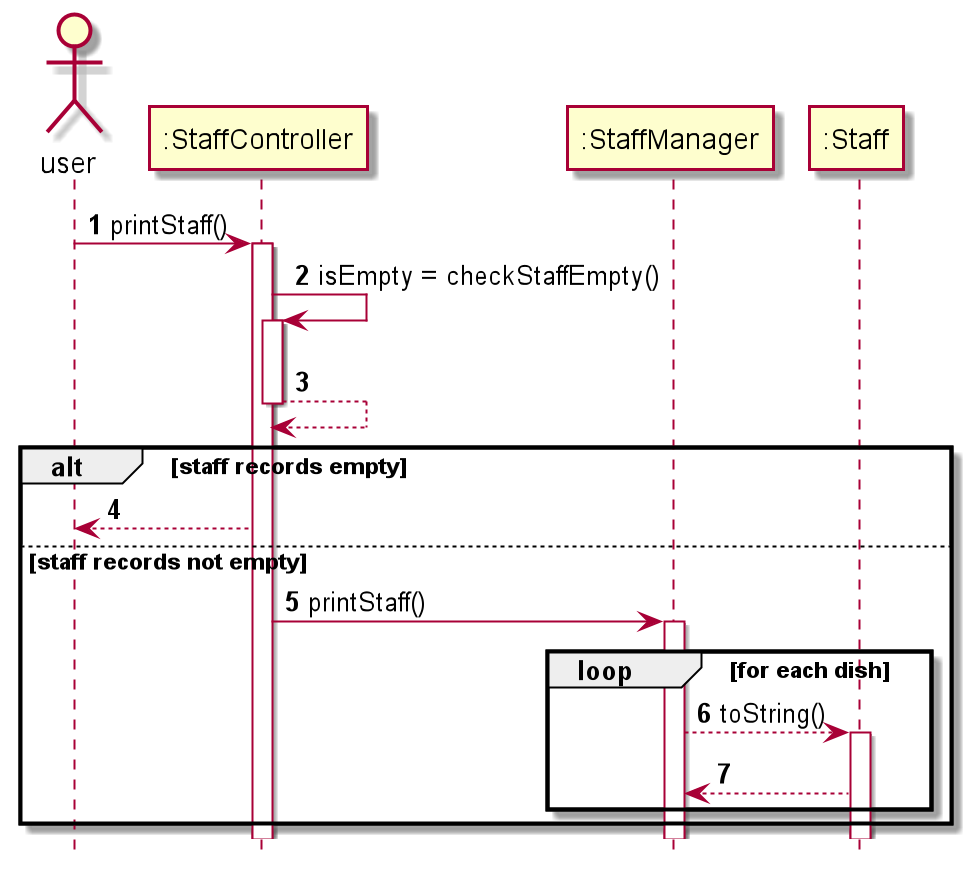 user
:StaffController
:StaffManager
:Staff
1 printStaff()
2 isEmpty = checkStaffEmpty()
3
alt [staff records empty]
4
[staff records not empty]
5 printStaff()
loop [for each dish]
6 toString()
7